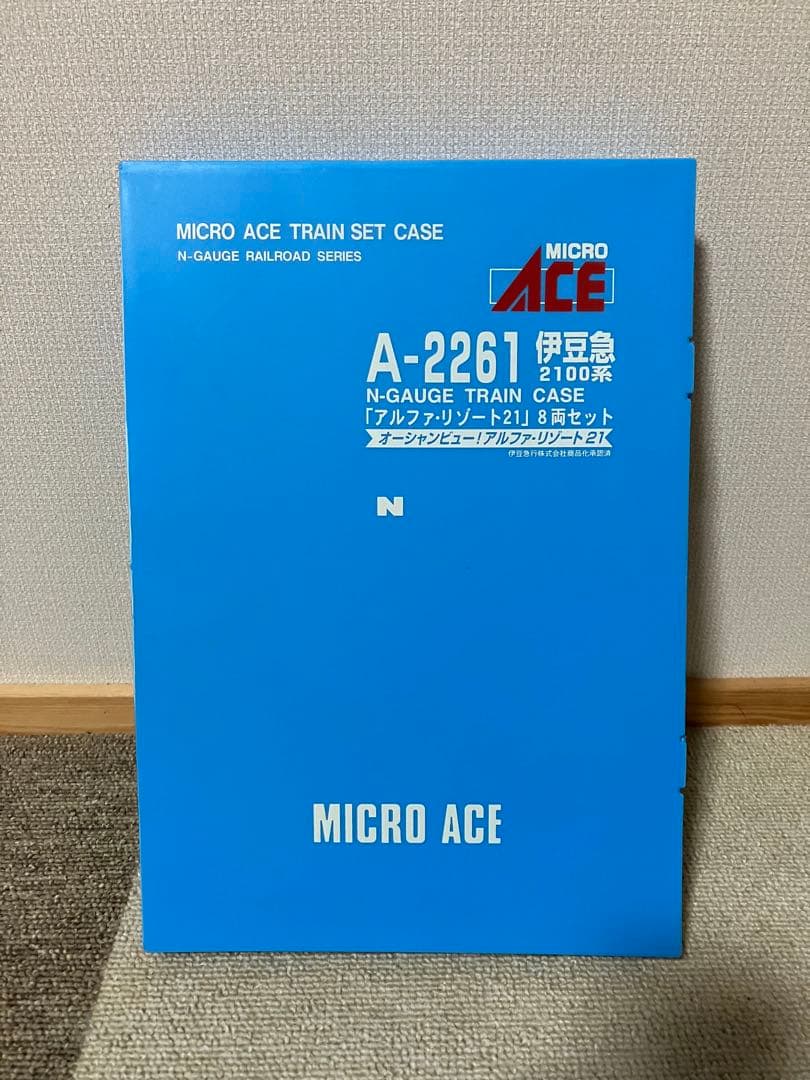 MICRO ACE TRAIN SET CASE
N-GAUGE RAILROAD SERIES
MICRO
ACE
A-2261 伊豆急
2100系
N-GAUGE TRAIN CASE
「アルファ・リゾート21」8両セット
オーシャンビュー!アルファ・リゾート21
伊豆急行株式会社商品化承認済
N
MICRO ACE